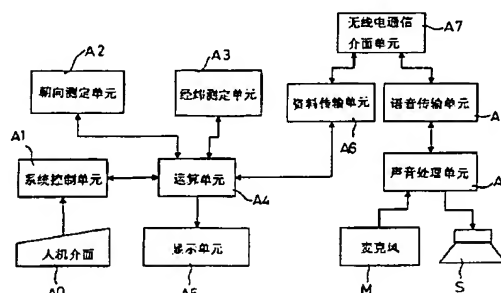 无线电通信
介面单元
A7
A2
A3
朝向测定单元
经纬测定单元
资料传输单元
语音传输单元
A
A1
A6
系统控制单元
运算单元
A4
声音处理单元
A
人机介面
显示单元
麦克风
A0
A5
M
S